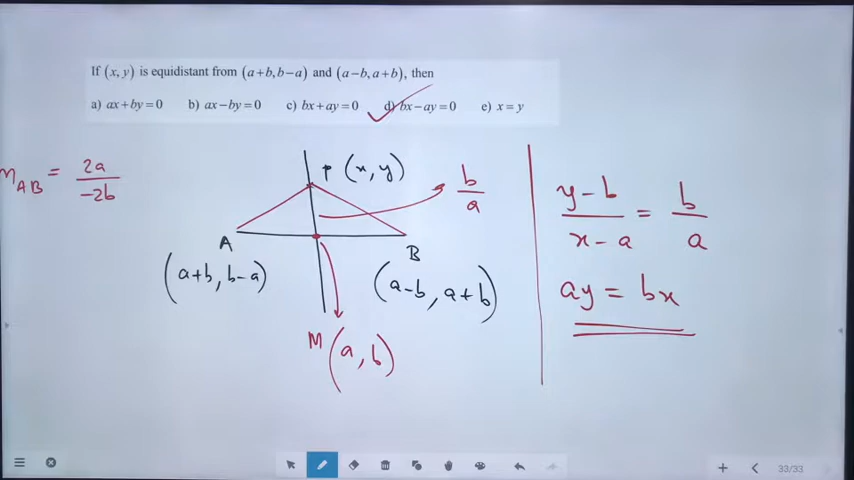 If (x, y) is equidistant from (a+b, b−a) and (a−b, a+b), then
a) ax+by=0 b) ax−by=0 c) bx+ay=0 d) bx−ay=0 e) x=y
m_AB = 2a/−2b
P (x, y)
b/a
A
B
(a+b, b−a)
(a−b, a+b)
M (a, b)
y−b/x−a = b/a
ay = bx
33/33